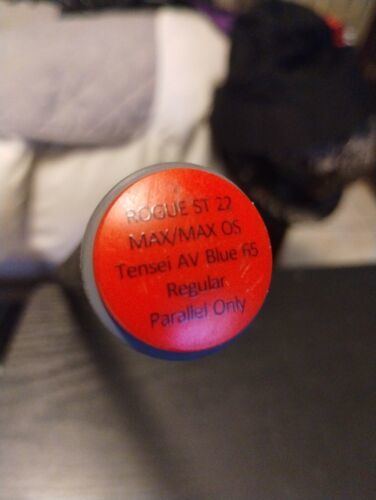 ROGUE ST 22
MAX/MAX OS
Tensei AV Blue 65
Regular
Parallel Only